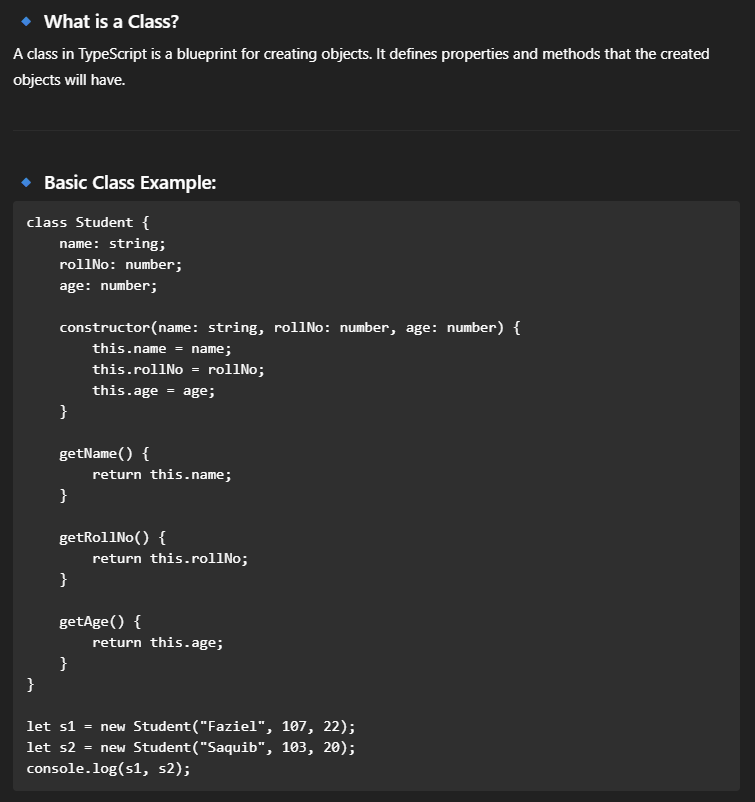 What is a Class?
A class in TypeScript is a blueprint for creating objects. It defines properties and methods that the created
objects will have.
Basic Class Example:
class Student {
    name: string;
    rollNo: number;
    age: number;

    constructor(name: string, rollNo: number, age: number) {
        this.name = name;
        this.rollNo = rollNo;
        this.age = age;
    }

    getName() {
        return this.name;
    }

    getRollNo() {
        return this.rollNo;
    }

    getAge() {
        return this.age;
    }
}

let s1 = new Student("Faziel", 107, 22);
let s2 = new Student("Saquib", 103, 20);
console.log(s1, s2);